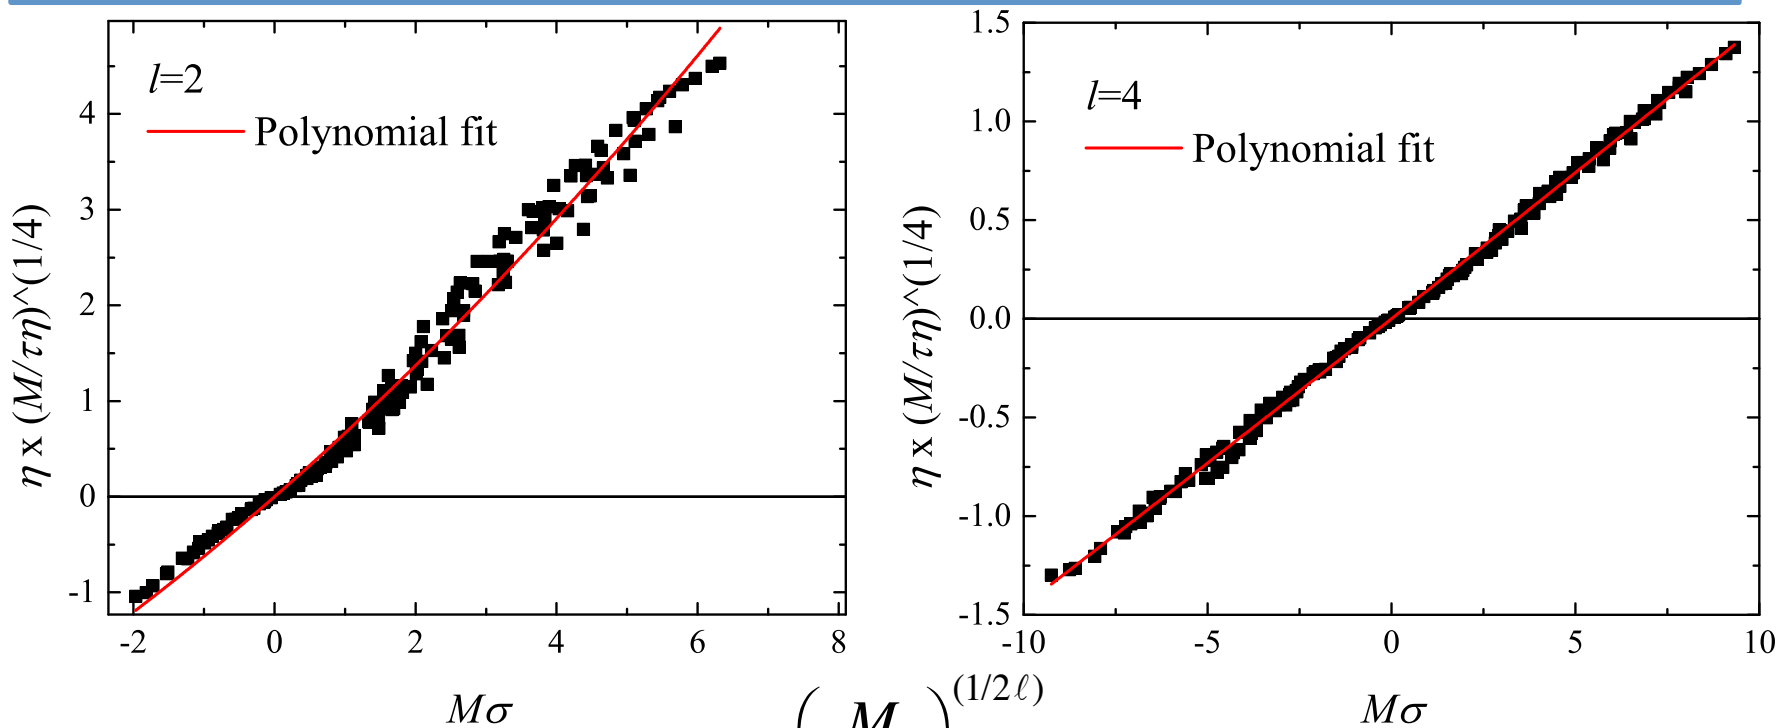 l=2
Polynomial fit
η x (M/τη)^(1/4)
4
3
2
1
0
-1
-2
0
2
4
6
8
Mσ
l=4
Polynomial fit
η x (M/τη)^(1/4)
1.5
1.0
0.5
0.0
-0.5
-1.0
-1.5
-10
-5
0
5
10
Mσ
(M)^(1/2ℓ)